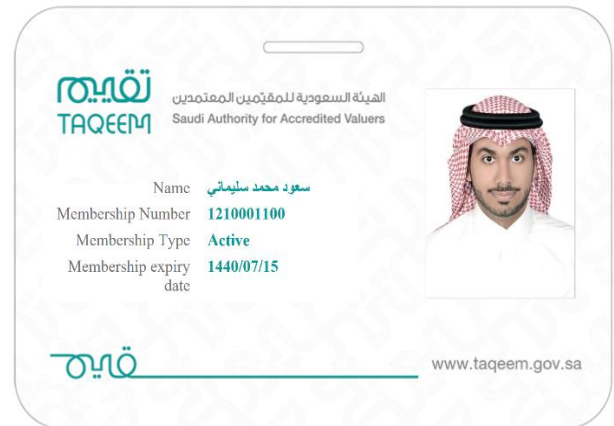 تقييم
TAQEEM
الهيئة السعودية للمقيّمين المعتمدين
Saudi Authority for Accredited Valuers
Name سعود محمد سليماني
Membership Number 1210001100
Membership Type Active
Membership expiry date 1440/07/15
قيم
www.taqeem.gov.sa